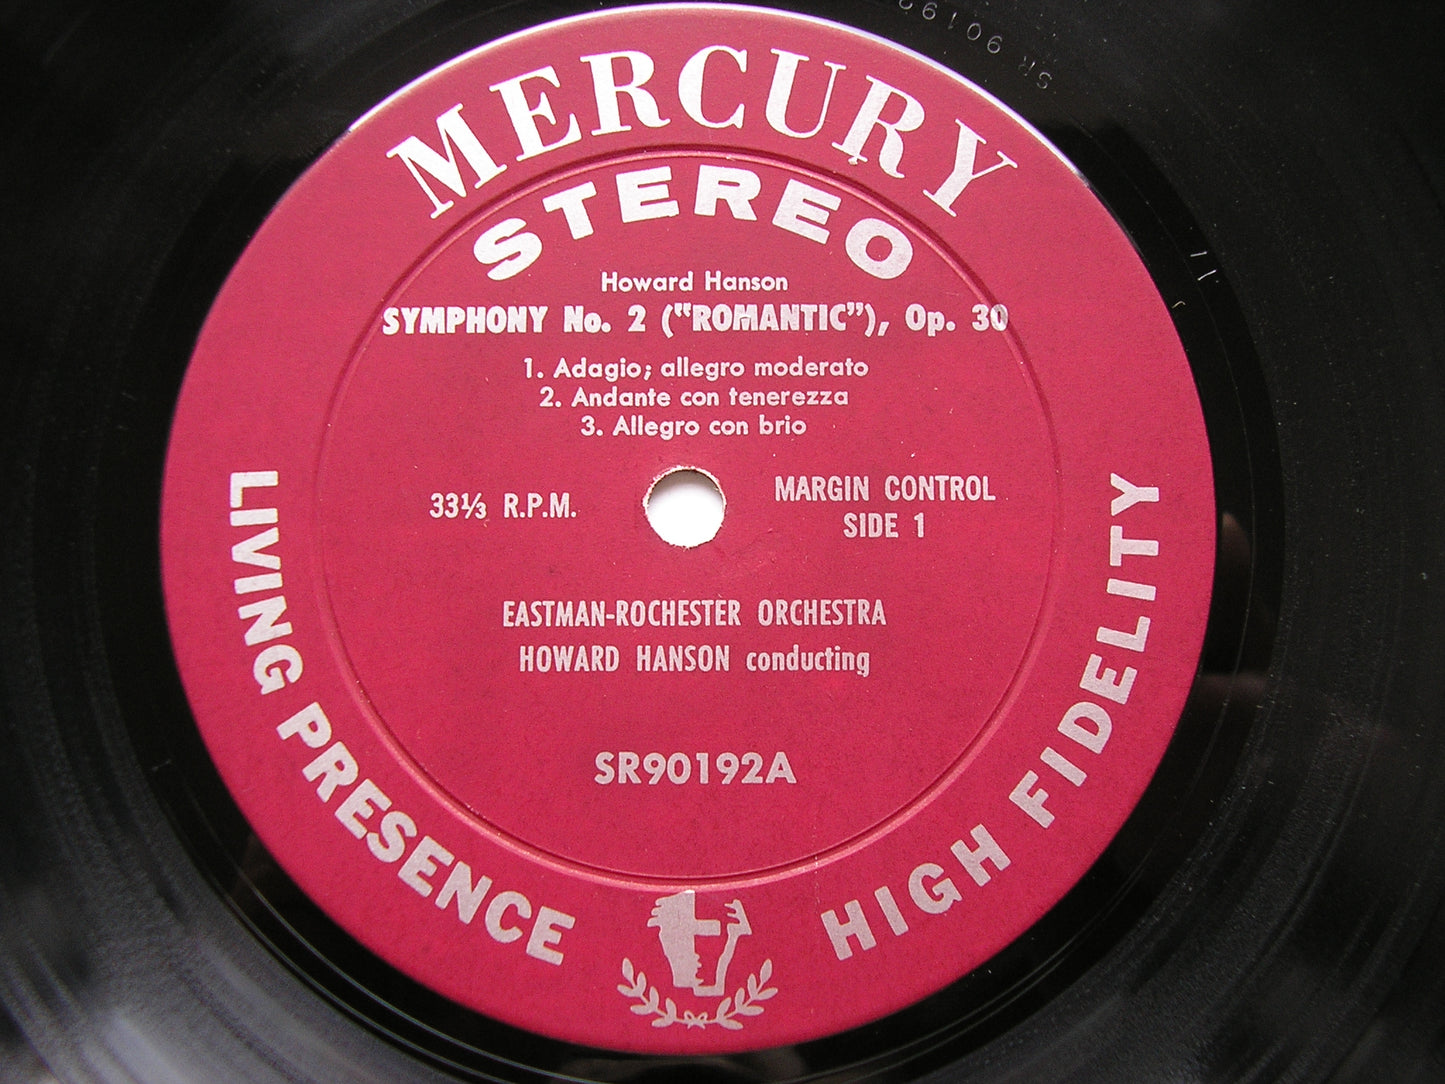 SR 90192
MERCURY
STEREO
Howard Hanson
SYMPHONY No. 2 ("ROMANTIC"), Op. 30
1. Adagio; allegro moderato
2. Andante con tenerezza
3. Allegro con brio
33⅓ R.P.M.
MARGIN CONTROL
SIDE 1
EASTMAN-ROCHESTER ORCHESTRA
HOWARD HANSON conducting
SR90192A
LIVING PRESENCE
HIGH FIDELITY